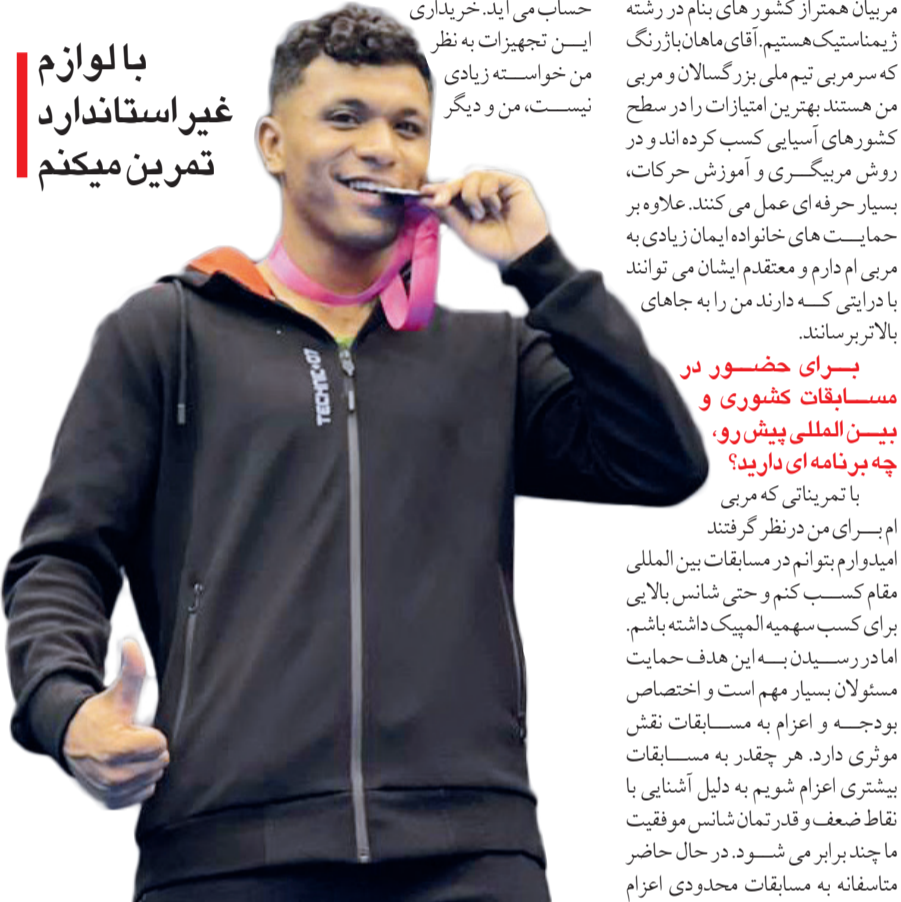 مربیان همتراز کشور های بنام در رشته
ژیمناستیک هستیم. آقای ماهان باژرنگ
که سرمربی تیم ملی بزرگسالان و مربی
من هستند بهترین امتیازات را در سطح
کشورهای آسیایی کسب کرده اند و در
روش مربیگری و آموزش حرکات،
بسیار حرفه ای عمل می کنند. علاوه بر
حمایت های خانواده ایمان زیادی به
مربی ام دارم و معتقدم ایشان می توانند
با درایتی که دارند من را به جاهای
بالاتر برسانند.
برای حضور در
مسابقات کشوری و
بین المللی پیش رو،
چه برنامه ای دارید؟
با تمریناتی که مربی
ام برای من در نظر گرفتند
امیدوارم بتوانم در مسابقات بین المللی
مقام کسب کنم و حتی شانس بالایی
برای کسب سهمیه المپیک داشته باشم.
اما در رسیدن به این هدف حمایت
مسئولان بسیار مهم است و اختصاص
بودجه و اعزام به مسابقات نقش
موثری دارد. هر چقدر به مسابقات
بیشتری اعزام شویم به دلیل آشنایی با
نقاط ضعف و قدرتمان شانس موفقیت
ما چند برابر می شود. در حال حاضر
متاسفانه به مسابقات محدودی اعزام
حساب می آید. خریداری
این تجهیزات به نظر
من خواسته زیادی
نیست، من و دیگر
با لوازم
غیر استاندارد
تمرین میکنم
TECHNIC-07